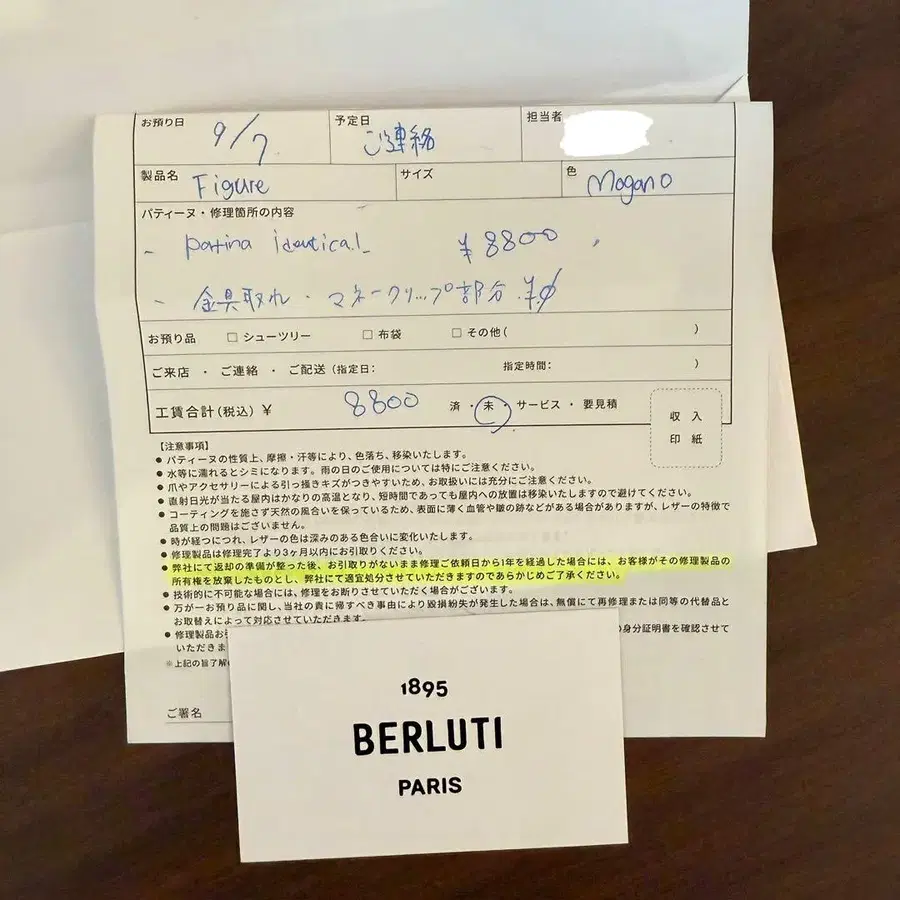 お預り日 9/7 予定日 ご連絡 担当者
製品名 Figure サイズ 色 Mogano
パティーヌ・修理箇所の内容
- patina identical ¥8800
- 金具取れ・マネークリップ部分 ¥0
お預り品 □ シューツリー □ 布袋 □ その他( )
ご来店 ・ ご連絡 ・ ご配送 (指定日: 指定時間: )
工賃合計(税込) ¥ 8800 済 ・ 未 ・ サービス ・ 要見積
収入
印紙
【注意事項】
● パティーヌの性質上、摩擦・汗等により、色落ち、移染いたします。
● 水等に濡れるとシミになります。雨の日のご使用については特にご注意ください。
● 爪やアクセサリーによる引っ掻きキズがつきやすいため、お取扱いには充分にご注意ください。
● 直射日光が当たる屋内はかなりの高温となり、短時間であっても屋内への放置は移染いたしますので避けてください。
● コーティングを施さず天然の風合いを保っているため、表面に薄く血管や皺の跡などがある場合がありますが、レザーの特徴で
品質上の問題はございません。
● 時が経つにつれ、レザーの色は深みのある色合いに変化いたします。
● 修理製品は修理完了より3ヶ月以内にお引取りください。
● 弊社にて返却の準備が整った後、お引取りがないまま修理ご依頼日から1年を経過した場合には、お客様がその修理製品の
所有権を放棄したものとし、弊社にて適宜処分させていただきますのであらかじめご了承ください。
● 技術的に不可能な場合には、修理をお断りさせていただく場合がございます。
● 万が一お預り品に関し、当社の責に帰すべき事由により毀損紛失が発生した場合は、無償にて再修理または同等の代替品と
お取替えによって対応させていただきます。
● 修理製品お引 の身分証明書を確認させて
いただきま
※上記の旨了解
ご署名
1895
BERLUTI
PARIS